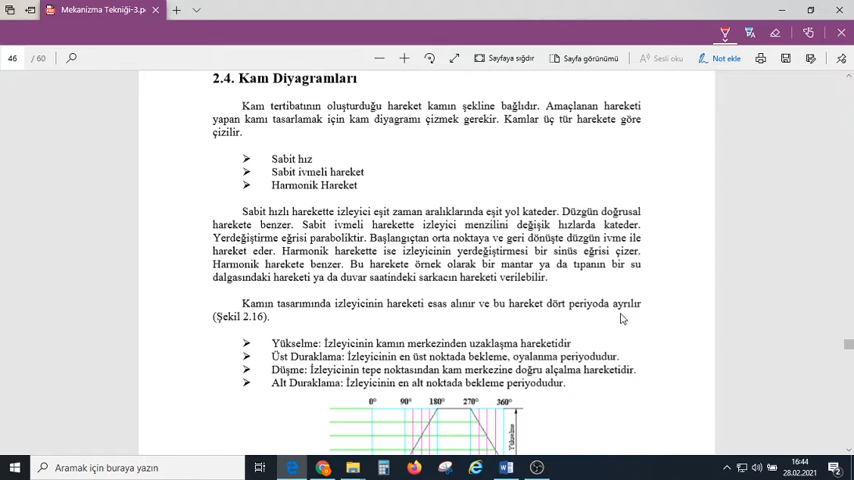 Mekanizma Tekniği-3.p
46 / 60
Sayfaya sığdır
Sayfa görünümü
Sesli oku
Not ekle
2.4. Kam Diyagramları
Kam tertibatının oluşturduğu hareket kamın şekline bağlıdır. Amaçlanan hareketi
yapan kamı tasarlamak için kam diyagramı çizmek gerekir. Kamlar üç tür harekete göre
çizilir.
Sabit hız
Sabit ivmeli hareket
Harmonik Hareket
Sabit hızlı harekette izleyici eşit zaman aralıklarında eşit yol kateder. Düzgün doğrusal
harekete benzer. Sabit ivmeli harekette izleyici menzilini değişik hızlarda kateder.
Yerdeğiştirme eğrisi paraboliktir. Başlangıçtan orta noktaya ve geri dönüşte düzgün ivme ile
hareket eder. Harmonik harekette ise izleyicinin yerdeğiştirmesi bir sinüs eğrisi çizer.
Harmonik harekete benzer. Bu harekete örnek olarak bir mantar ya da tıpanın bir su
dalgasındaki hareketi ya da duvar saatindeki sarkacın hareketi verilebilir.
Kamın tasarımında izleyicinin hareketi esas alınır ve bu hareket dört periyoda ayrılır
(Şekil 2.16).
Yükselme: İzleyicinin kamın merkezinden uzaklaşma hareketidir
Üst Duraklama: İzleyicinin en üst noktada bekleme, oyalanma periyodudur.
Düşme: İzleyicinin tepe noktasından kam merkezine doğru alçalma hareketidir.
Alt Duraklama: İzleyicinin en alt noktada bekleme periyodudur.
0° 90° 180° 270° 360°
Yükselme
Aramak için buraya yazın
16:44
28.02.2021
2